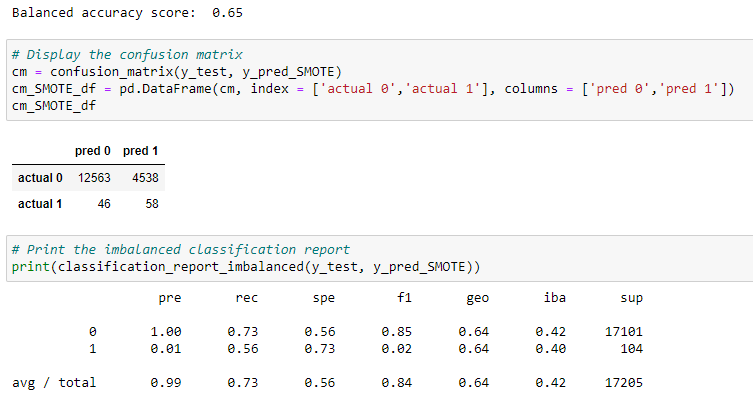 Balanced accuracy score:  0.65
# Display the confusion matrix
cm = confusion_matrix(y_test, y_pred_SMOTE)
cm_SMOTE_df = pd.DataFrame(cm, index = ['actual 0','actual 1'], columns = ['pred 0','pred 1'])
cm_SMOTE_df
pred 0 pred 1
actual 0 12563 4538
actual 1 46 58
# Print the imbalanced classification report
print(classification_report_imbalanced(y_test, y_pred_SMOTE))
pre rec spe f1 geo iba sup
0 1.00 0.73 0.56 0.85 0.64 0.42 17101
1 0.01 0.56 0.73 0.02 0.64 0.40 104
avg / total 0.99 0.73 0.56 0.84 0.64 0.42 17205